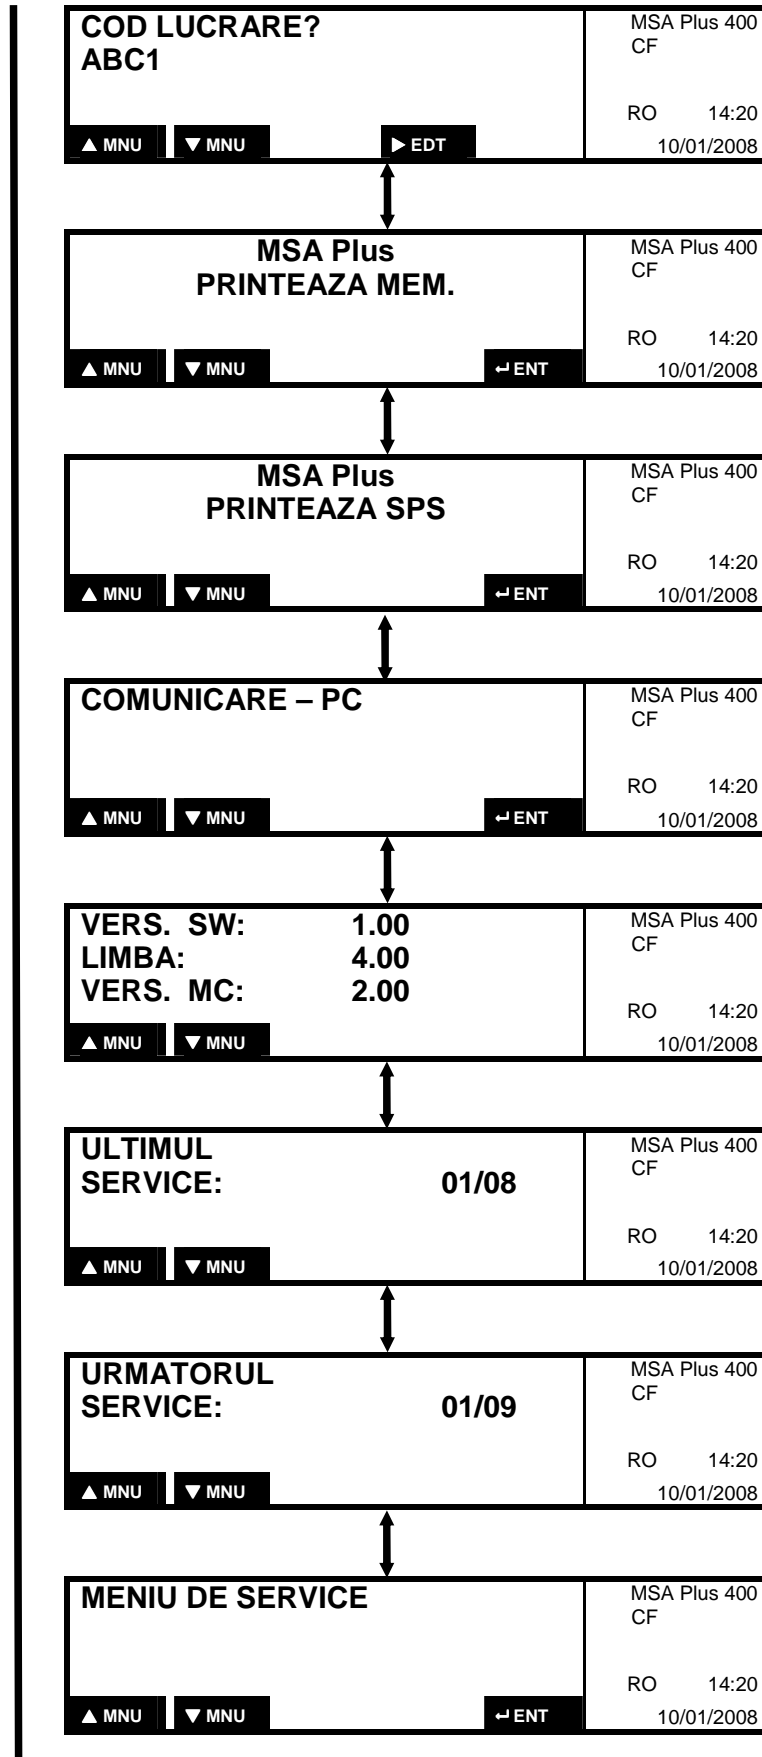 COD LUCRARE?
ABC1
▲ MNU ▼ MNU ▶ EDT
MSA Plus 400
CF
RO 14:20
10/01/2008
MSA Plus
PRINTEAZA MEM.
▲ MNU ▼ MNU ↵ ENT
MSA Plus 400
CF
RO 14:20
10/01/2008
MSA Plus
PRINTEAZA SPS
▲ MNU ▼ MNU ↵ ENT
MSA Plus 400
CF
RO 14:20
10/01/2008
COMUNICARE – PC
▲ MNU ▼ MNU ↵ ENT
MSA Plus 400
CF
RO 14:20
10/01/2008
VERS. SW: 1.00
LIMBA: 4.00
VERS. MC: 2.00
▲ MNU ▼ MNU
MSA Plus 400
CF
RO 14:20
10/01/2008
ULTIMUL
SERVICE: 01/08
▲ MNU ▼ MNU
MSA Plus 400
CF
RO 14:20
10/01/2008
URMATORUL
SERVICE: 01/09
▲ MNU ▼ MNU
MSA Plus 400
CF
RO 14:20
10/01/2008
MENIU DE SERVICE
▲ MNU ▼ MNU ↵ ENT
MSA Plus 400
CF
RO 14:20
10/01/2008